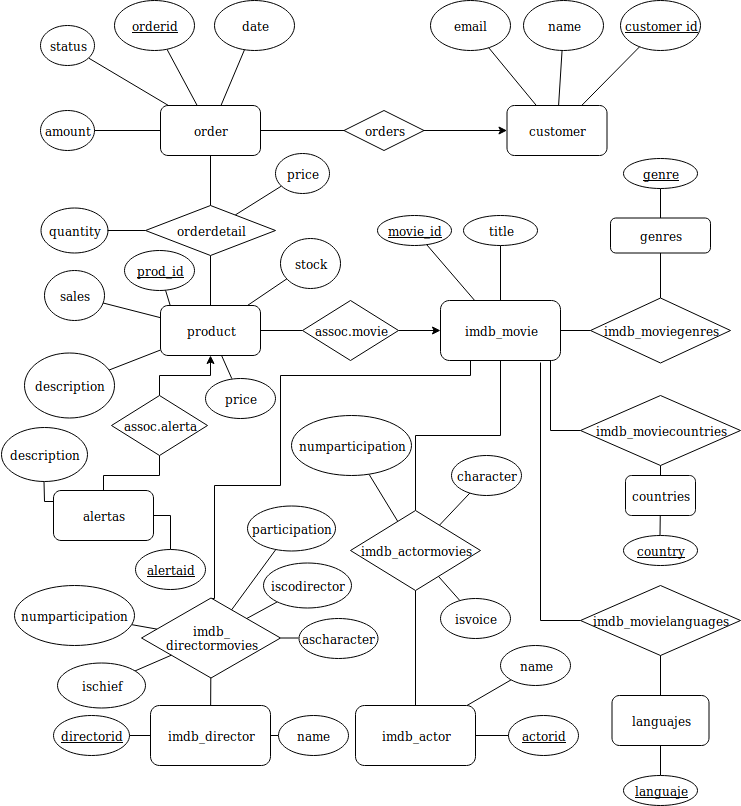 orderid
date
email
name
customer id
status
amount
order
orders
customer
price
genre
quantity
orderdetail
movie_id
title
genres
prod_id
stock
sales
product
assoc.movie
imdb_movie
imdb_moviegenres
description
price
assoc.alerta
imdb_moviecountries
numparticipation
description
character
countries
alertas
participation
imdb_actormovies
country
alertaid
iscodirector
numparticipation
isvoice
imdb_movielanguages
imdb_
directormovies
ascharacter
ischief
name
languajes
directorid
imdb_director
name
imdb_actor
actorid
languaje